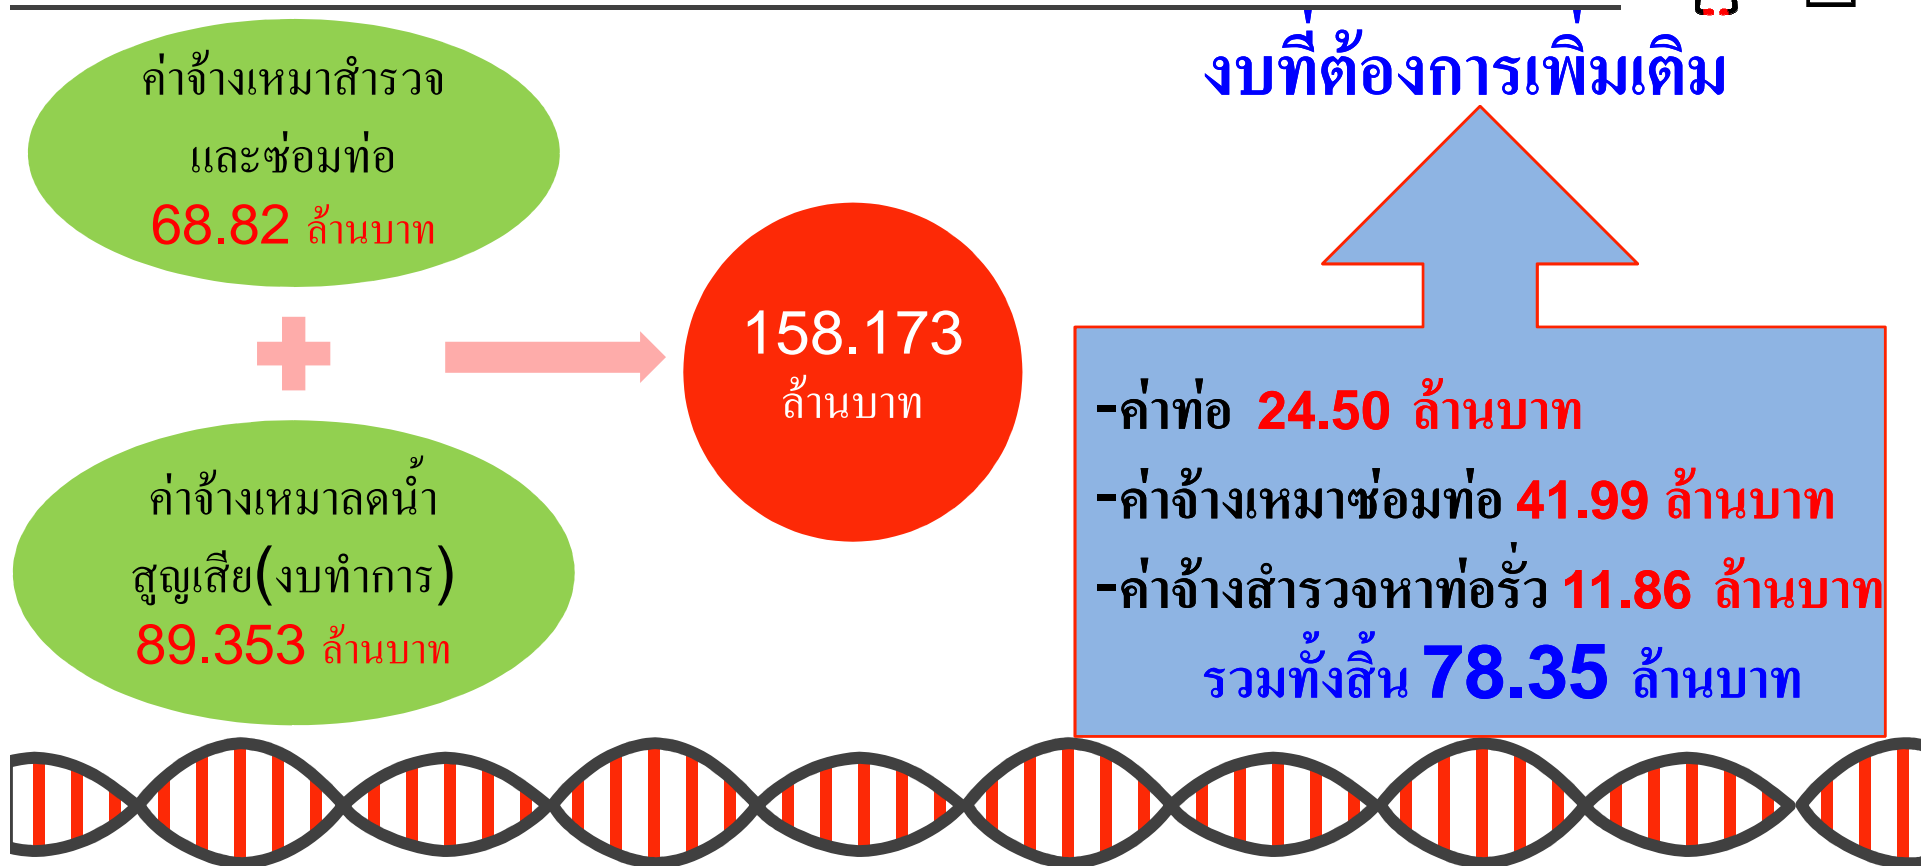 ค่าจ้างเหมาสำรวจ
และซ่อมท่อ
68.82 ล้านบาท
ค่าจ้างเหมาลดน้ำ
สูญเสีย(งบทำการ)
89.353 ล้านบาท
158.173
ล้านบาท
งบที่ต้องการเพิ่มเติม
-ค่าท่อ 24.50 ล้านบาท
-ค่าจ้างเหมาซ่อมท่อ 41.99 ล้านบาท
-ค่าจ้างสำรวจหาท่อรั่ว 11.86 ล้านบาท
รวมทั้งสิ้น 78.35 ล้านบาท